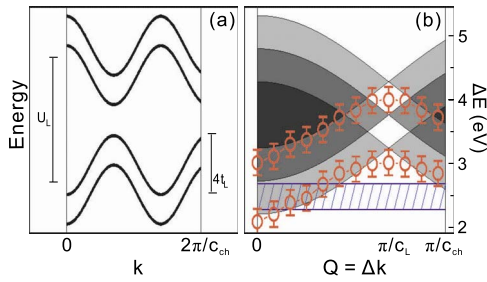 (a)
Energy
U_L
4t_L
0
2π/c_ch
k
(b)
5
4
3
2
ΔE (eV)
0
π/c_L
π/c_ch
Q = Δk